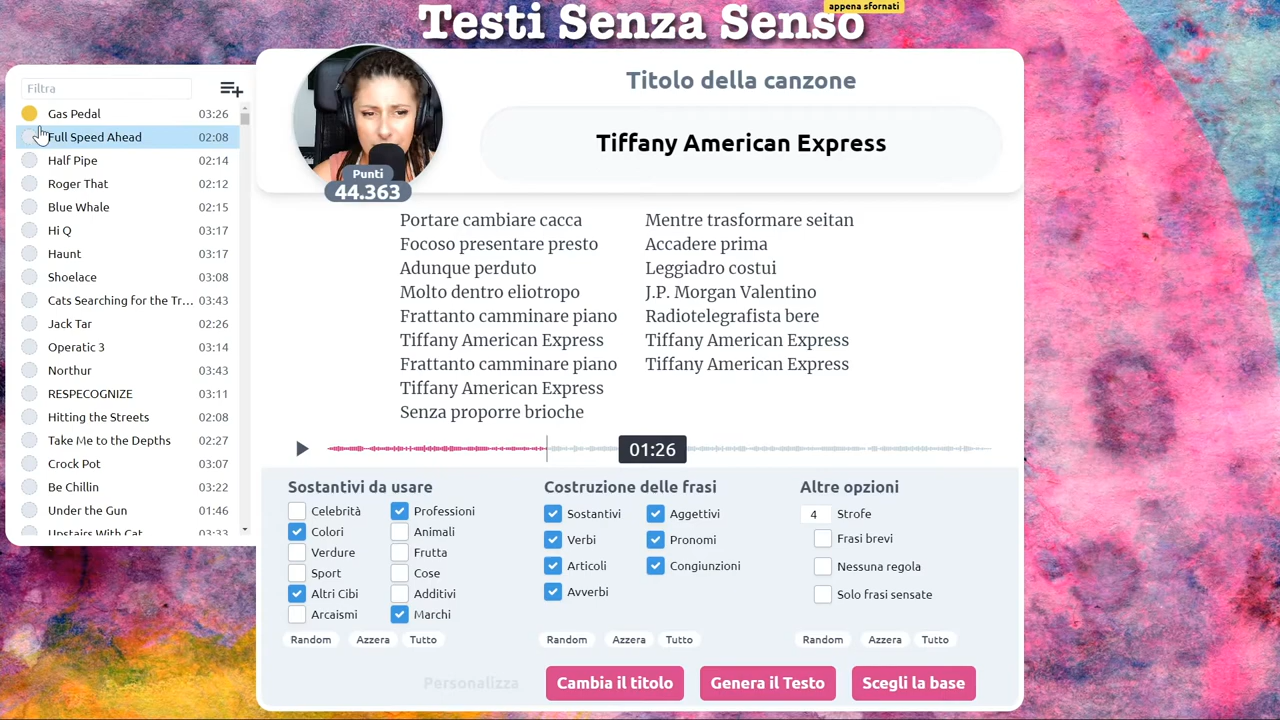 appena sfornati
Testi Senza Senso
Filtra
Gas Pedal 03:26
Full Speed Ahead 02:08
Half Pipe 02:14
Roger That 02:12
Blue Whale 02:15
Hi Q 03:17
Haunt 03:17
Shoelace 03:08
Cats Searching for the Tr... 03:43
Jack Tar 02:26
Operatic 3 03:14
Northur 03:43
RESPECOGNIZE 03:11
Hitting the Streets 02:08
Take Me to the Depths 02:27
Crock Pot 03:07
Be Chillin 03:22
Under the Gun 01:46
Upstairs With Cat 03:33
Punti
44.363
Titolo della canzone
Tiffany American Express
Portare cambiare cacca
Focoso presentare presto
Adunque perduto
Molto dentro eliotropo
Frattanto camminare piano
Tiffany American Express
Frattanto camminare piano
Tiffany American Express
Senza proporre brioche
Mentre trasformare seitan
Accadere prima
Leggiadro costui
J.P. Morgan Valentino
Radiotelegrafista bere
Tiffany American Express
Tiffany American Express
01:26
Sostantivi da usare
Celebrità Professioni
Colori Animali
Verdure Frutta
Sport Cose
Altri Cibi Additivi
Arcaismi Marchi
Random Azzera Tutto
Costruzione delle frasi
Sostantivi Aggettivi
Verbi Pronomi
Articoli Congiunzioni
Avverbi
Random Azzera Tutto
Altre opzioni
4 Strofe
Frasi brevi
Nessuna regola
Solo frasi sensate
Random Azzera Tutto
Personalizza Cambia il titolo Genera il Testo Scegli la base